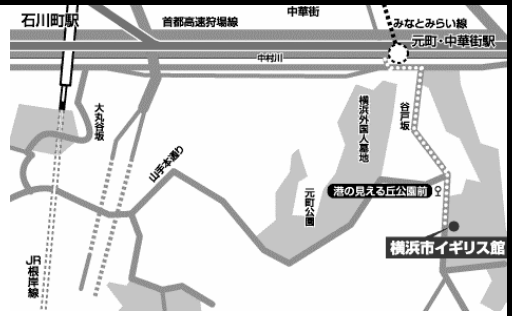 石川町駅
首都高速狩場線
中華街
みなとみらい線
元町・中華街駅
中村川
大丸谷坂
山手本通り
横浜外国人墓地
谷戸坂
元町公園
港の見える丘公園前
横浜市イギリス館
JR根岸線